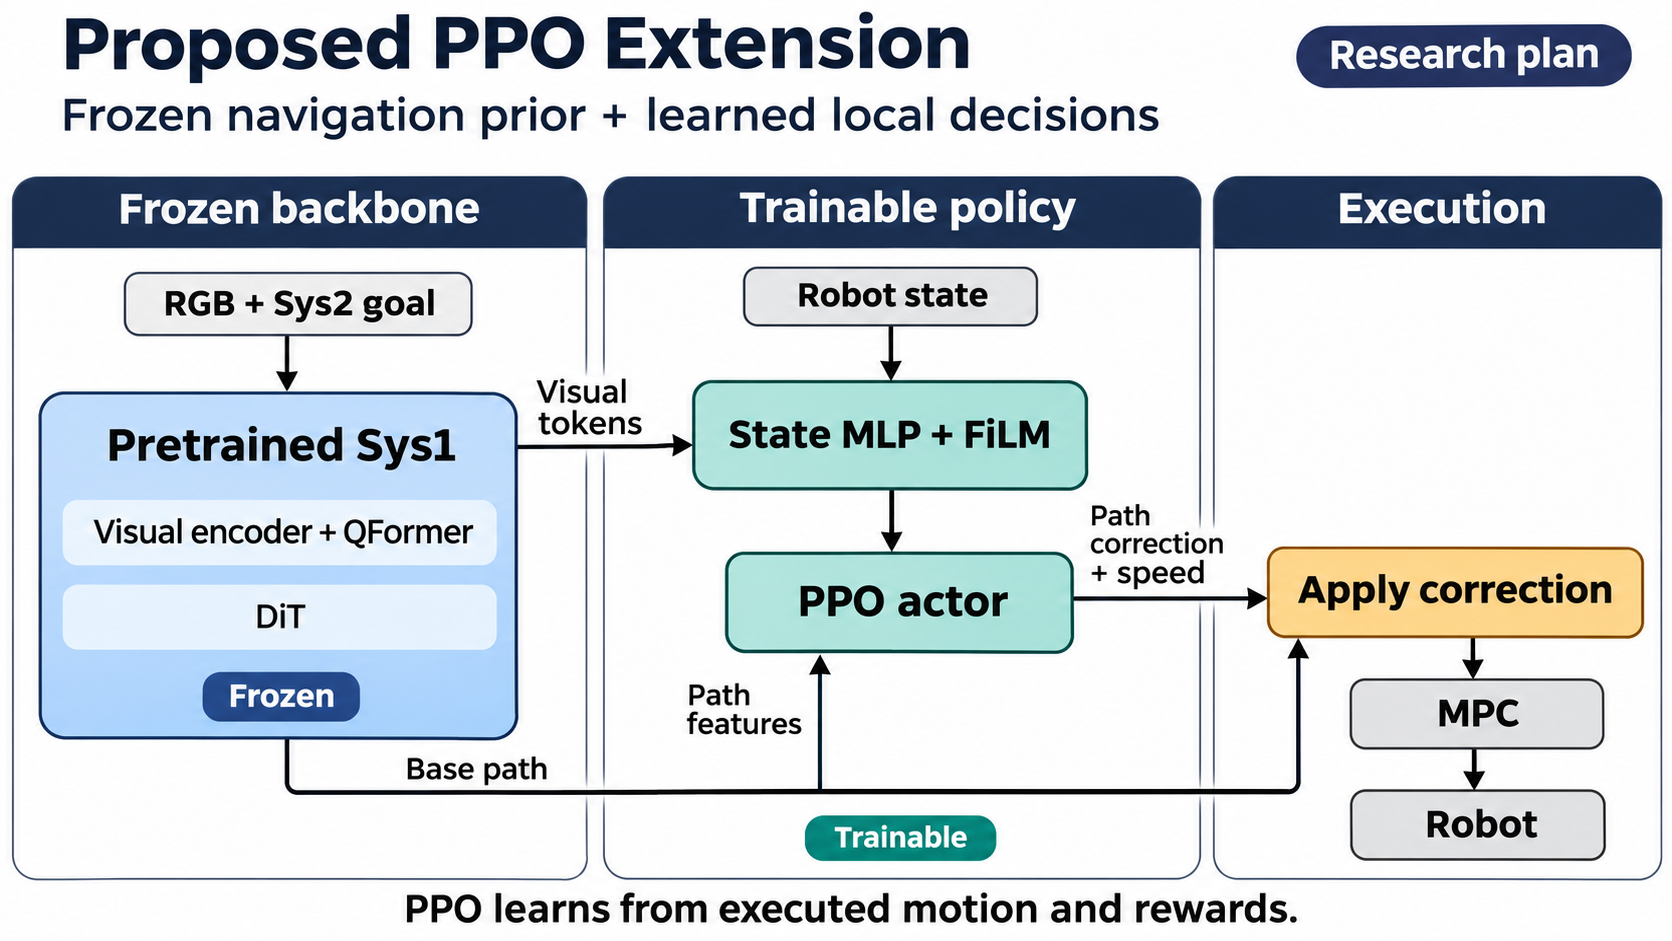 Proposed PPO Extension
Research plan
Frozen navigation prior + learned local decisions
Frozen backbone
RGB + Sys2 goal
Pretrained Sys1
Visual encoder + QFormer
DiT
Frozen
Visual
tokens
Base path
Trainable policy
Robot state
State MLP + FiLM
PPO actor
Path
features
Trainable
Path
correction
+ speed
Execution
Apply correction
MPC
Robot
PPO learns from executed motion and rewards.